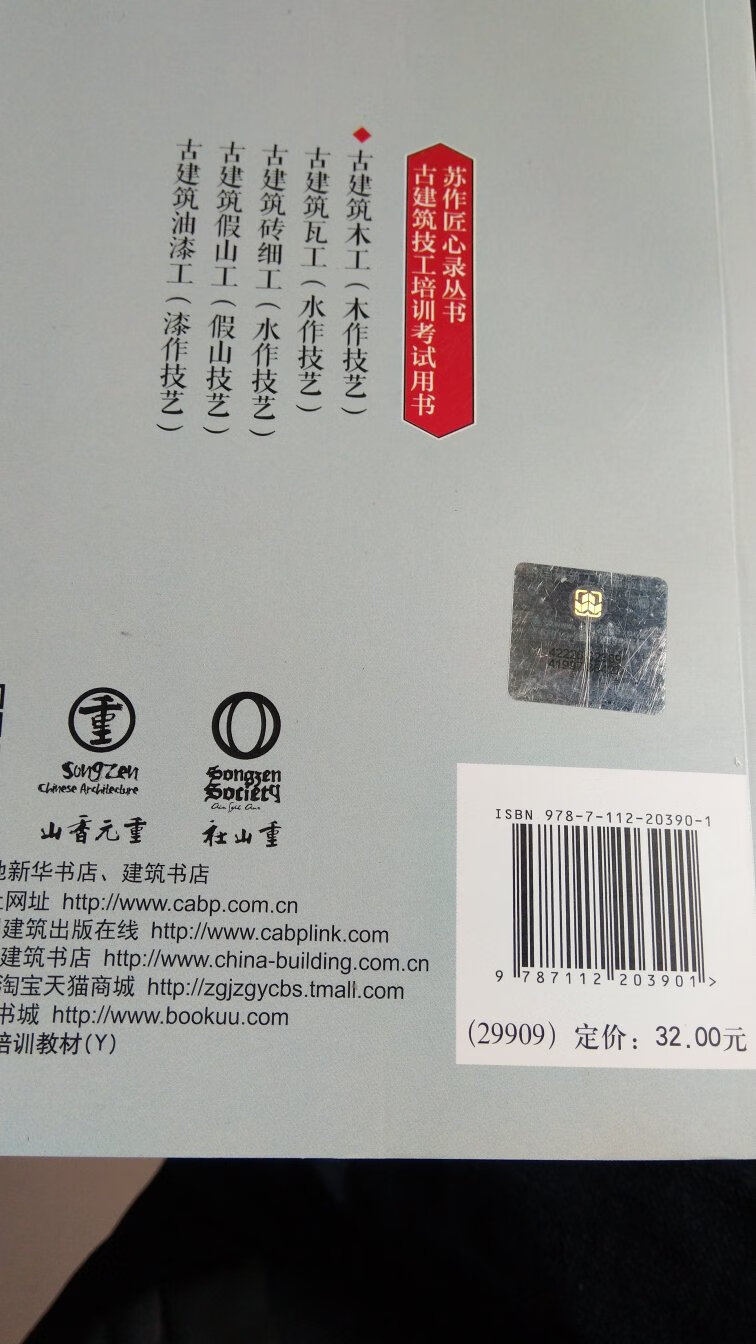 苏作匠心录丛书
古建筑技工培训考试用书
古建筑木工（木作技艺）
古建筑瓦工（水作技艺）
古建筑砖细工（水作技艺）
古建筑假山工（假山技艺）
古建筑油漆工（漆作技艺）
重
SongZen
Chinese Architecture
山香元重
Songzen
Society
社山重
新华书店、建筑书店
网址 http://www.cabp.com.cn
建筑出版在线 http://www.cabplink.com
建筑书店 http://www.china-building.com.cn
淘宝天猫商城 http://zgjzgycbs.tmall.com
书城 http://www.bookuu.com
培训教材(Y)
ISBN 978-7-112-20390-1
9 787112 203901 >
(29909) 定价：32.00元